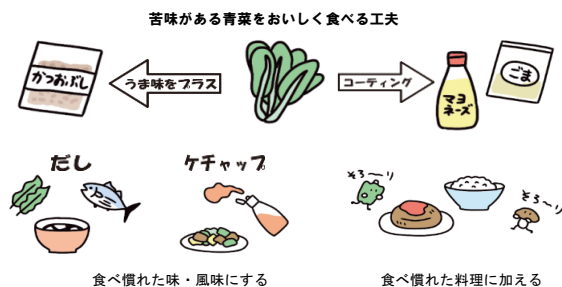 苦味がある青菜をおいしく食べる工夫
かつおぶし
うま味をプラス
コーティング
マヨ
ネーズ
ごま
だし
ケチャップ
そろ〜り
そろ〜り
食べ慣れた味・風味にする
食べ慣れた料理に加える